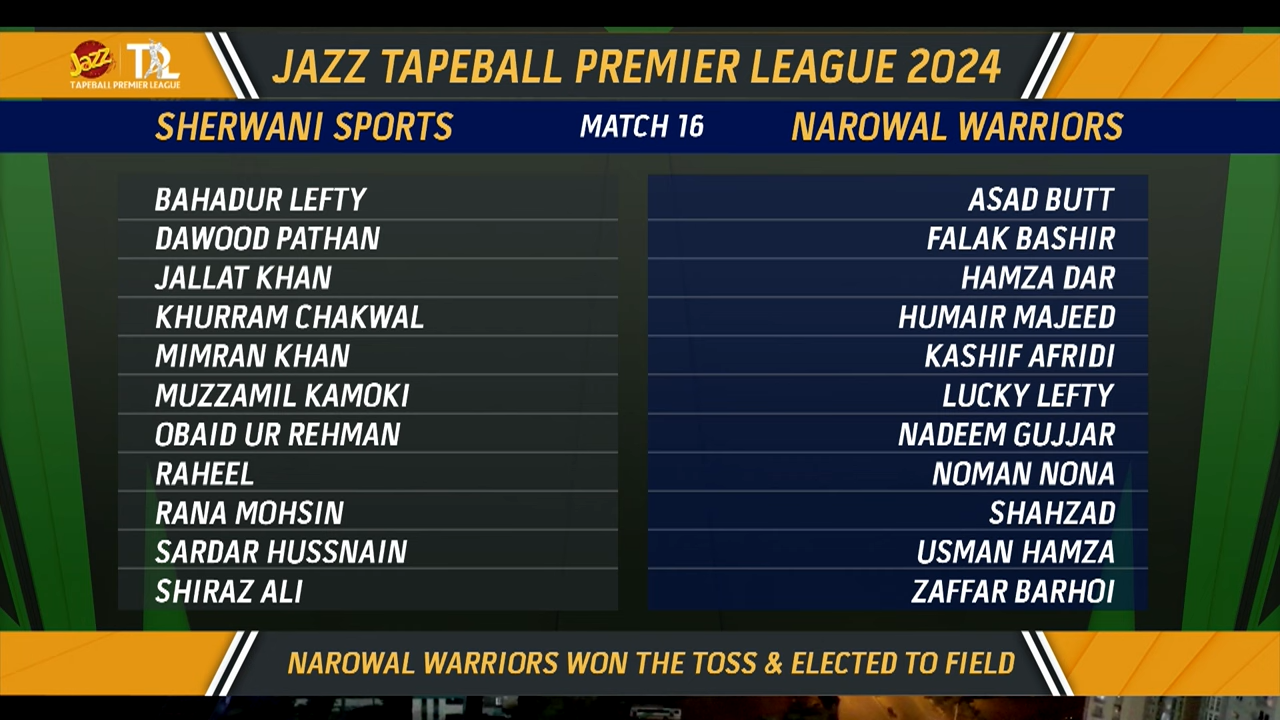 Jazz TPL JAZZ TAPEBALL PREMIER LEAGUE 2024
TAPEBALL PREMIER LEAGUE
SHERWANI SPORTS MATCH 16 NAROWAL WARRIORS
BAHADUR LEFTY ASAD BUTT
DAWOOD PATHAN FALAK BASHIR
JALLAT KHAN HAMZA DAR
KHURRAM CHAKWAL HUMAIR MAJEED
MIMRAN KHAN KASHIF AFRIDI
MUZZAMIL KAMOKI LUCKY LEFTY
OBAID UR REHMAN NADEEM GUJJAR
RAHEEL NOMAN NONA
RANA MOHSIN SHAHZAD
SARDAR HUSSNAIN USMAN HAMZA
SHIRAZ ALI ZAFFAR BARHOI
NAROWAL WARRIORS WON THE TOSS & ELECTED TO FIELD